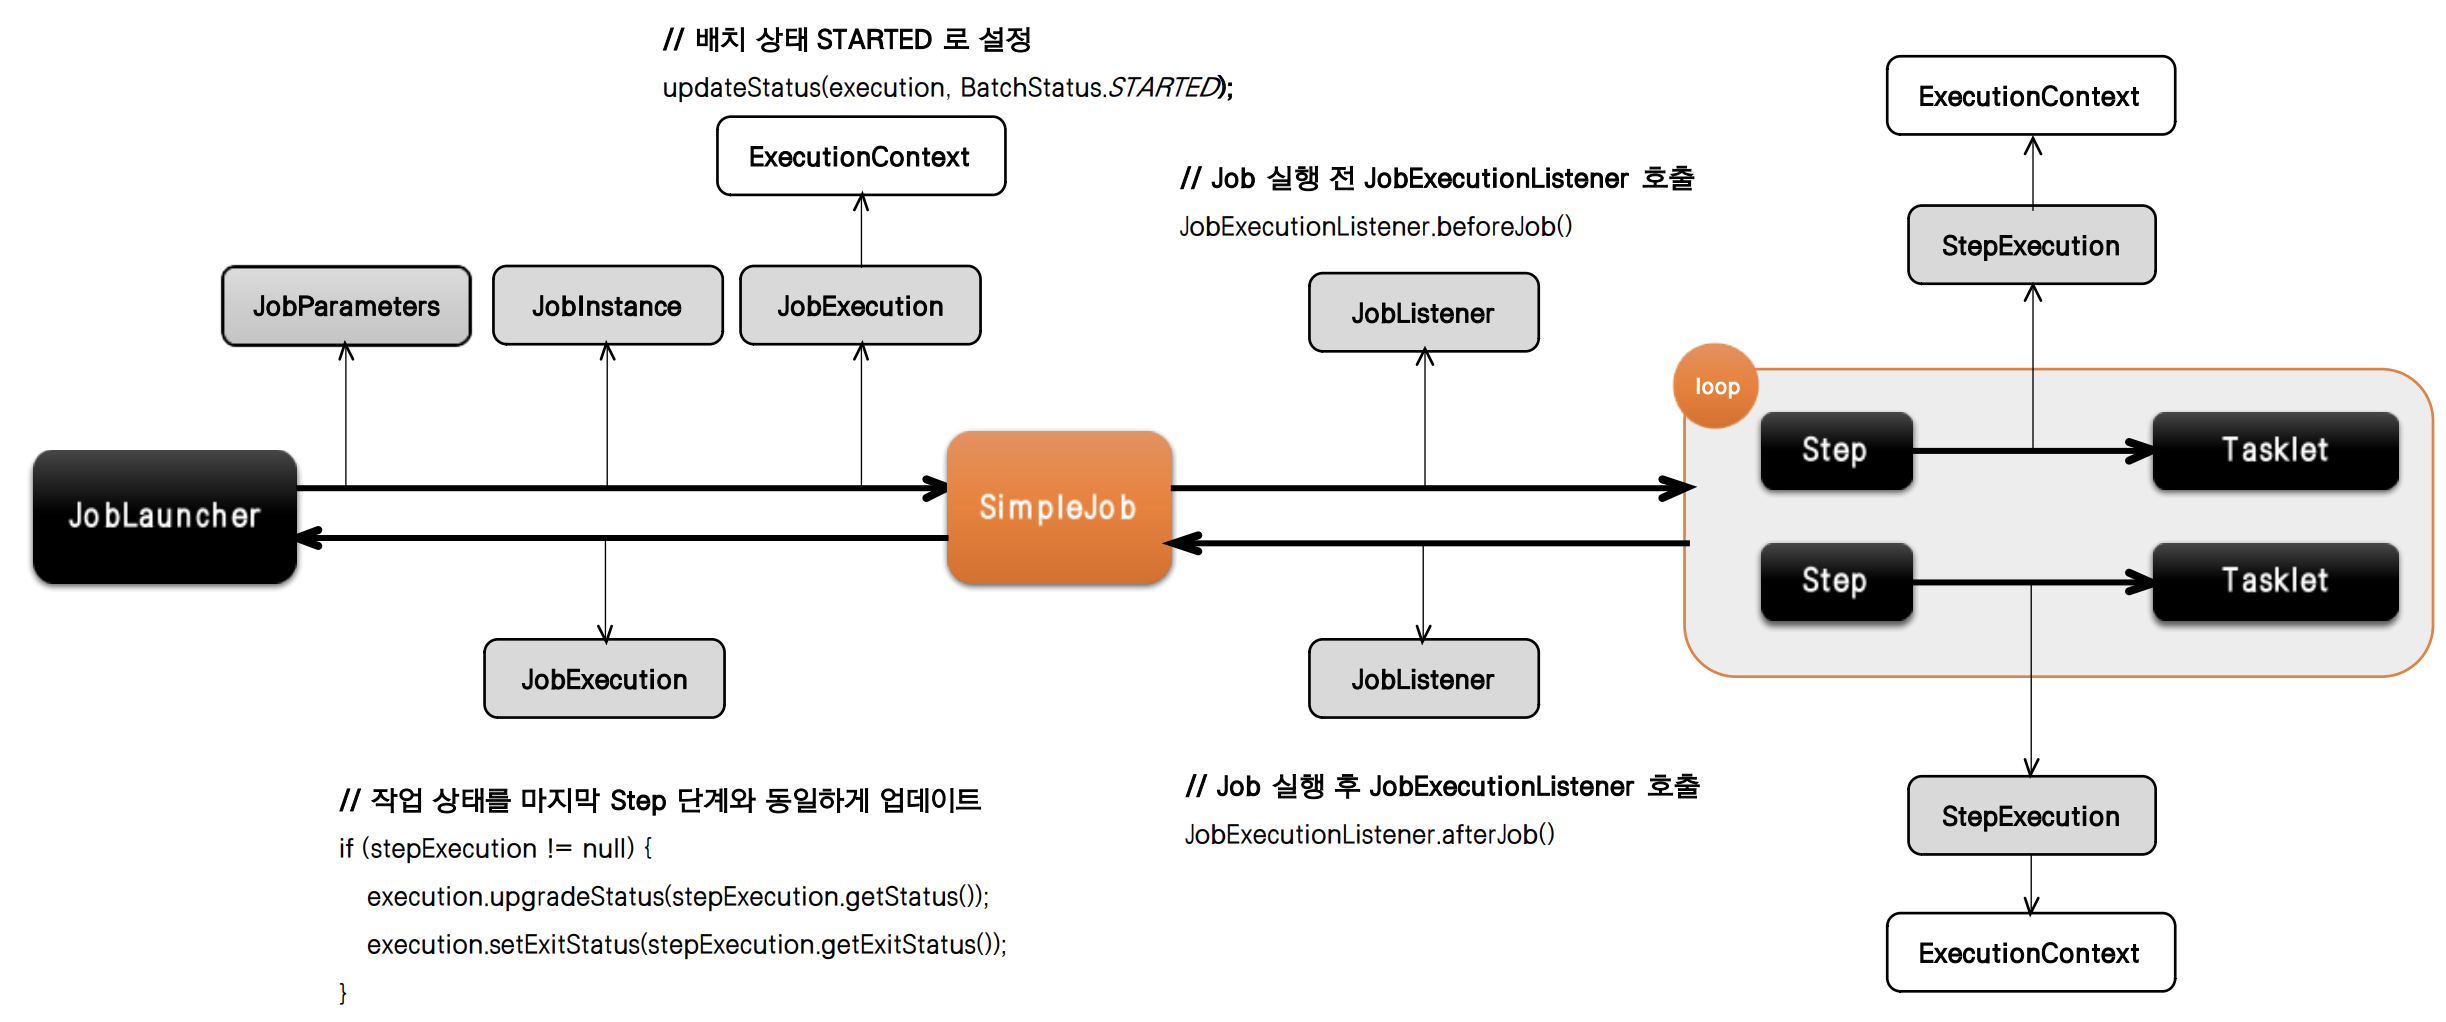 // 배치 상태 STARTED 로 설정
updateStatus(execution, BatchStatus.STARTED);
ExecutionContext
JobParameters
JobInstance
JobExecution
// Job 실행 전 JobExecutionListener 호출
JobExecutionListener.beforeJob()
JobListener
ExecutionContext
StepExecution
loop
JobLauncher
SimpleJob
Step
Tasklet
Step
Tasklet
JobExecution
JobListener
// 작업 상태를 마지막 Step 단계와 동일하게 업데이트
if (stepExecution != null) {
execution.upgradeStatus(stepExecution.getStatus());
execution.setExitStatus(stepExecution.getExitStatus());
}
// Job 실행 후 JobExecutionListener 호출
JobExecutionListener.afterJob()
StepExecution
ExecutionContext